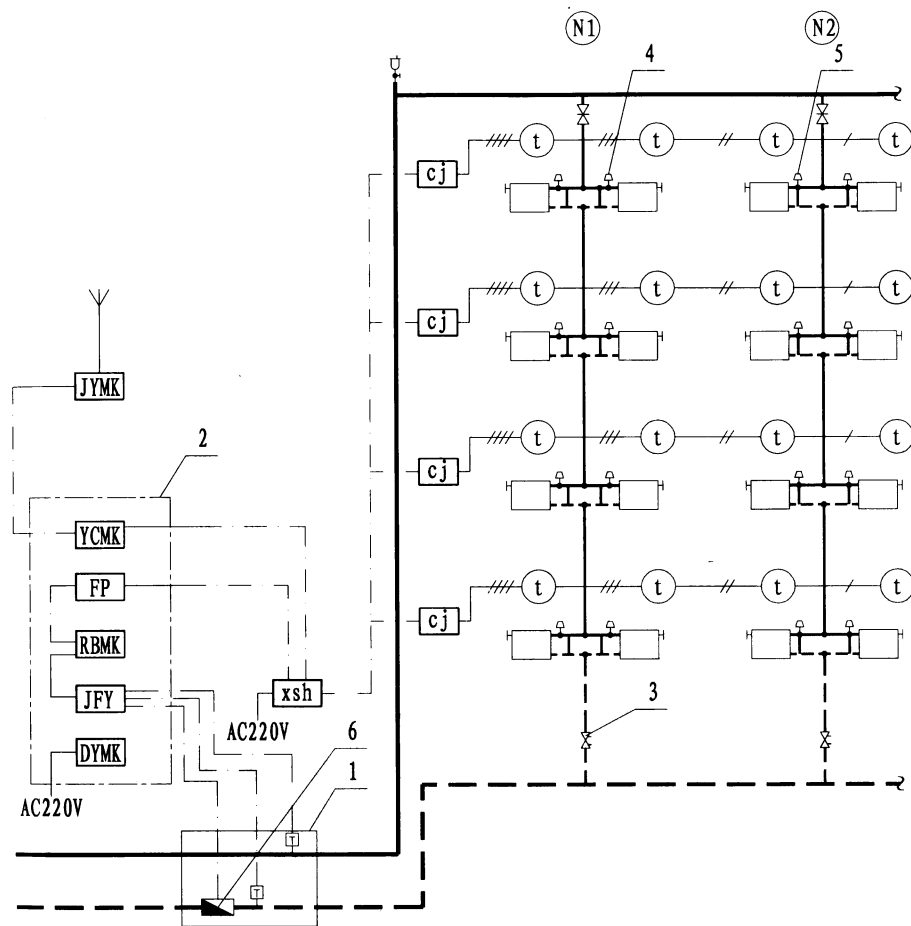 N1
N2
4
5
t t t t
cj
t t t t
cj
JYMK
t t t t
cj
2
YCMK
FP
t t t t
cj
RBMK
JFY
xsh
3
AC220V
6
DYMK
1
AC220V
T
T